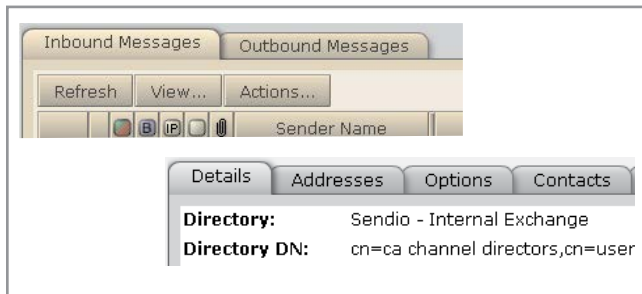 Inbound Messages Outbound Messages
Refresh View... Actions...
B IP Sender Name
Details Addresses Options Contacts
Directory: Sendio - Internal Exchange
Directory DN: cn=ca channel directors,cn=user